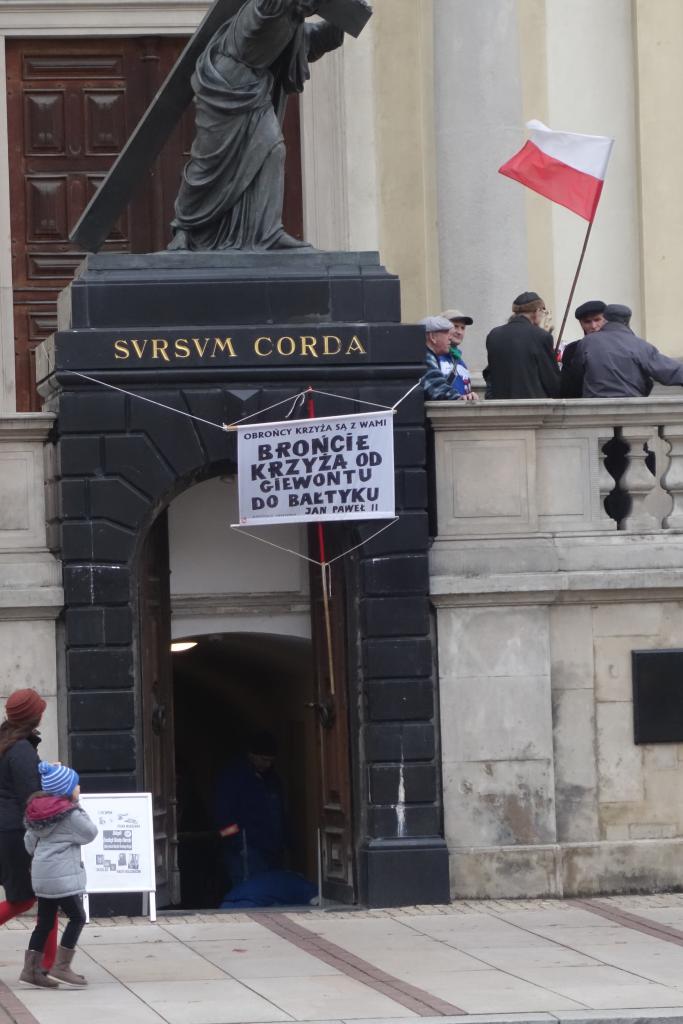 SVRSVM CORDA
OBROŃCY KRZYŻA SĄ Z WAMI
BROŃCIE
KRZYŻA OD
GIEWONTU
DO BAŁTYKU
JAN PAWEŁ II